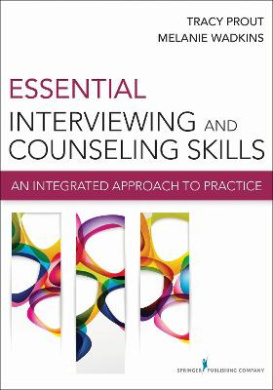 TRACY PROUT
MELANIE WADKINS
ESSENTIAL
INTERVIEWING AND
COUNSELING SKILLS
AN INTEGRATED APPROACH TO PRACTICE
SPRINGER PUBLISHING COMPANY